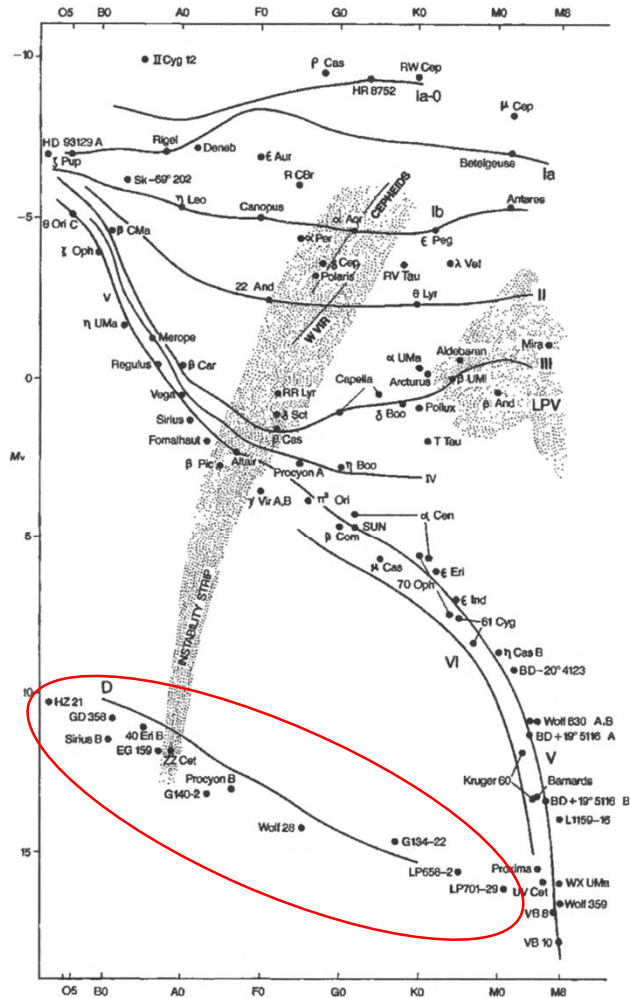 O5 B0 A0 F0 G0 K0 M0 M8
-10
II Cyg 12
ρ Cas
RW Cep
HR 8752
Ia-0
μ Cep
HD 93129 A
Rigel
Deneb
ζ Pup
ε Aur
Betelgeuse
Ia
Sk-69° 202
R CBr
CEPHEIDS
η Leo
Canopus
α Aqr
Ib
Antares
-5
θ Ori C
β CMa
α Per
ε Peg
ζ Oph
δ Cep
Polaris
RV Tau
λ Vel
V
22 And
θ Lyr
II
W VIR
η UMa
Merope
Mira
Aldebaran
α UMa
III
Regulus
β Car
Capella
Arcturus
β UMi
0
Vega
RR Lyr
β And
LPV
Sirius
δ Sct
δ Boo
Pollux
Fomalhaut
β Cas
T Tau
Mv
β Pic
Altair
Procyon A
η Boo
IV
γ Vir A,B
π³ Ori
α Cen
5
β Com
SUN
μ Cas
ε Eri
70 Oph
ε Ind
INSTABILITY STRIP
61 Cyg
VI
η Cas B
BD-20°4123
10
D
HZ 21
GD 358
Wolf 630 A,B
Sirius B
40 Eri B
BD+19°5116 A
EG 159
ZZ Cet
V
Procyon B
Kruger 60
Barnards
G140-2
BD+19°5116 B
L1159-16
Wolf 28
G134-22
15
LP658-2
Proxima
LP701-29
UV Cet
WX UMa
Wolf 359
VB 8
VB 10
O5 B0 A0 F0 G0 K0 M0 M8